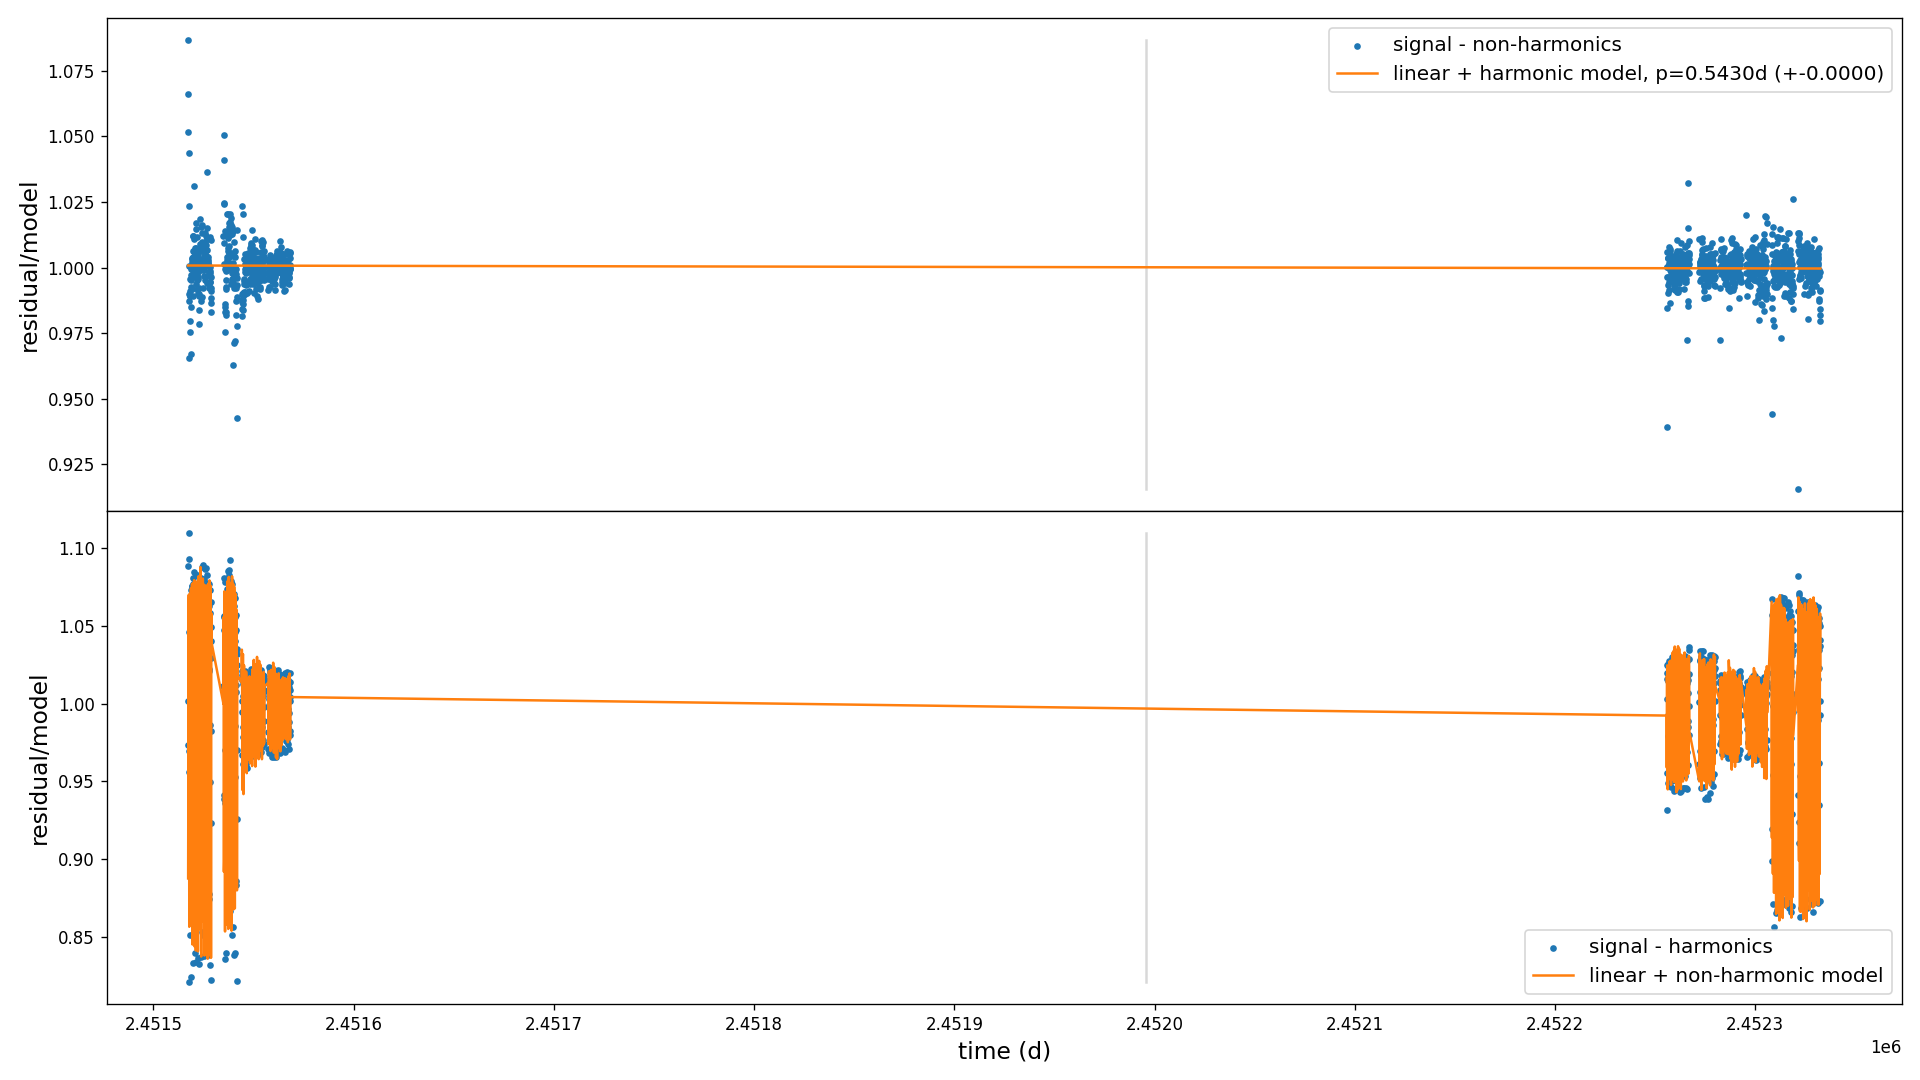 signal - non-harmonics
linear + harmonic model, p=0.5430d (+-0.0000)
1.075
1.050
1.025
1.000
0.975
0.950
0.925
residual/model
1.10
1.05
1.00
0.95
0.90
0.85
residual/model
signal - harmonics
linear + non-harmonic model
2.4515 2.4516 2.4517 2.4518 2.4519 2.4520 2.4521 2.4522 2.4523
time (d)
1e6